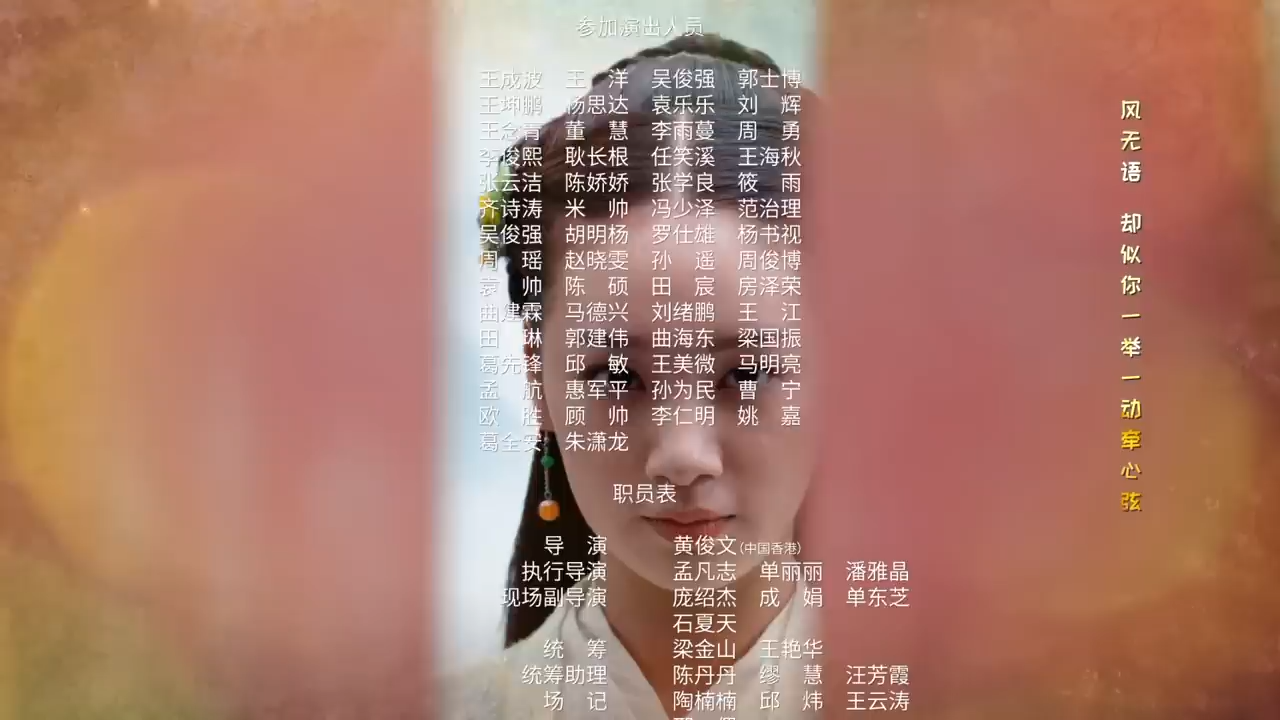 参加演出人员
王成波 王 洋 吴俊强 郭士博
王坤鹏 杨思达 袁乐乐 刘 辉
王念青 董 慧 李雨蔓 周 勇
李俊熙 耿长根 任笑溪 王海秋
张云洁 陈娇娇 张学良 筱 雨
齐诗涛 米 帅 冯少泽 范治理
吴俊强 胡明杨 罗仕雄 杨书视
周 瑶 赵晓雯 孙 遥 周俊博
袁 帅 陈 硕 田 宸 房泽荣
曲建霖 马德兴 刘绪鹏 王 江
田 琳 郭建伟 曲海东 梁国振
葛先锋 邱 敏 王美微 马明亮
孟 航 惠军平 孙为民 曹 宁
欧 胜 顾 帅 李仁明 姚 嘉
葛全安 朱潇龙
职员表
导 演 黄俊文(中国香港)
执行导演 孟凡志 单丽丽 潘雅晶
现场副导演 庞绍杰 成 娟 单东芝
石夏天
统 筹 梁金山 王艳华
统筹助理 陈丹丹 缪 慧 汪芳霞
场 记 陶楠楠 邱 炜 王云涛
风无语 却似你一举一动牵心弦